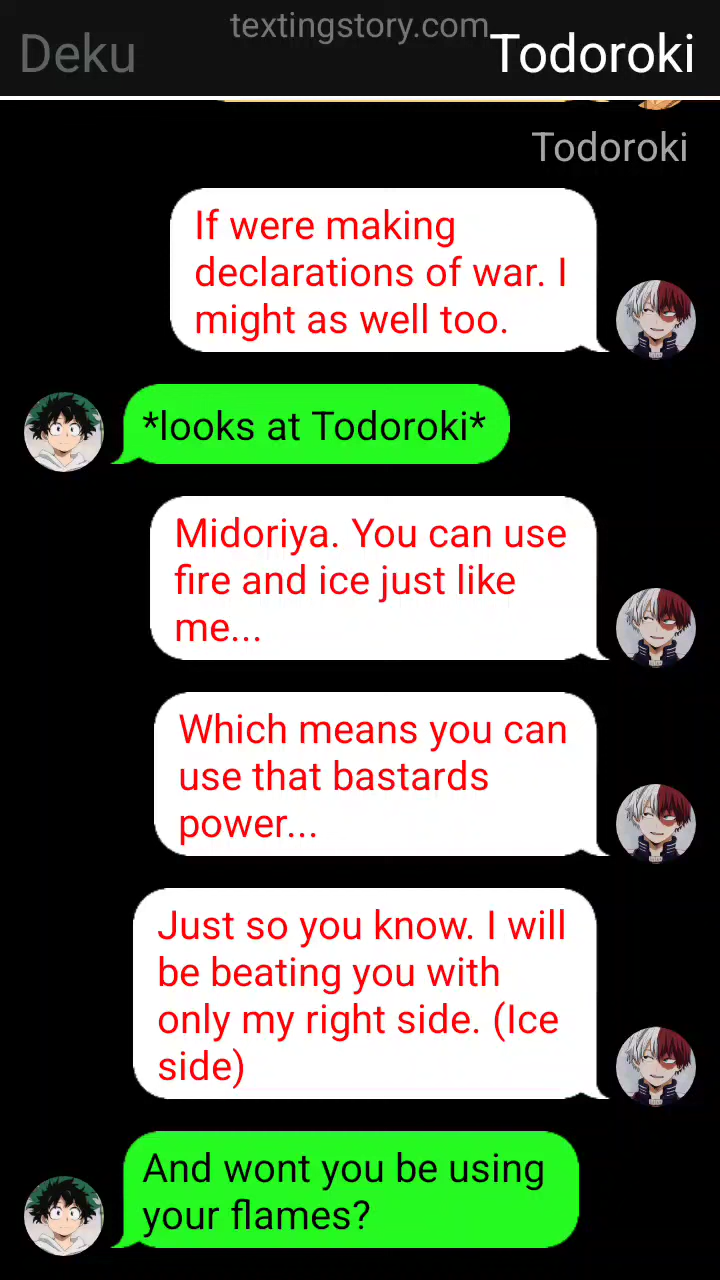 textingstory.com
Deku
Todoroki
Todoroki
If were making
declarations of war. I
might as well too.
*looks at Todoroki*
Midoriya. You can use
fire and ice just like
me...
Which means you can
use that bastards
power...
Just so you know. I will
be beating you with
only my right side. (Ice
side)
And wont you be using
your flames?